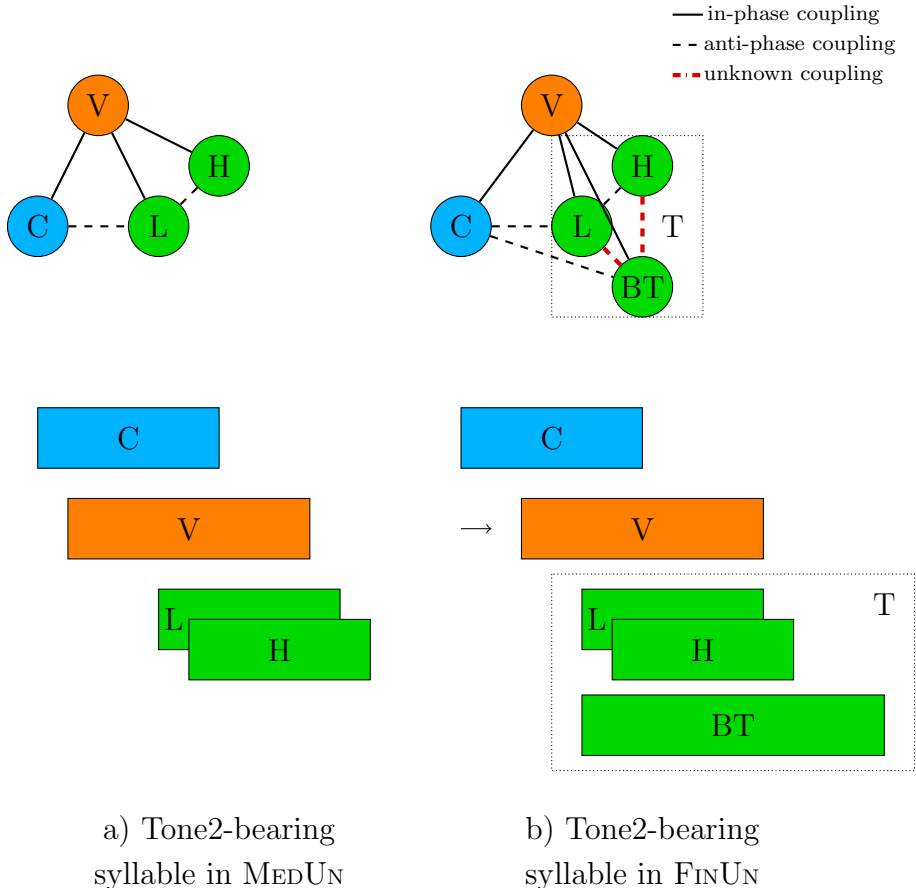 in-phase coupling
anti-phase coupling
unknown coupling
V
H
C
L
V
H
C
L
T
BT
C
V
L
H
C
→
V
T
L
H
BT
a) Tone2-bearing
syllable in MEDUN
b) Tone2-bearing
syllable in FINUN